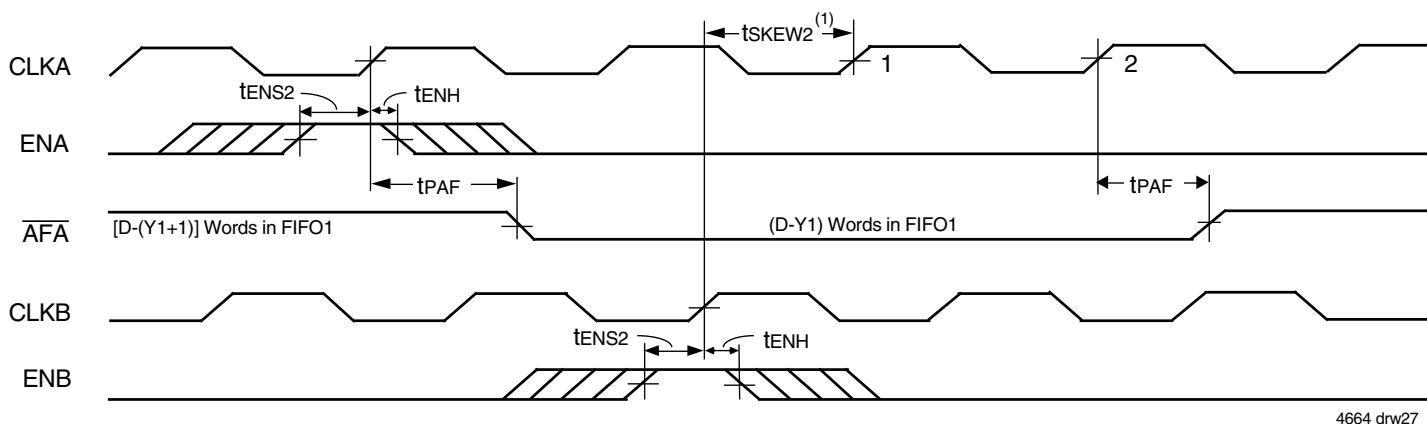 tSKEW2 (1)
CLKA
1
2
tENS2
tENH
ENA
tPAF
tPAF
AFA
[D-(Y1+1)] Words in FIFO1
(D-Y1) Words in FIFO1
CLKB
tENS2
tENH
ENB
4664 drw27